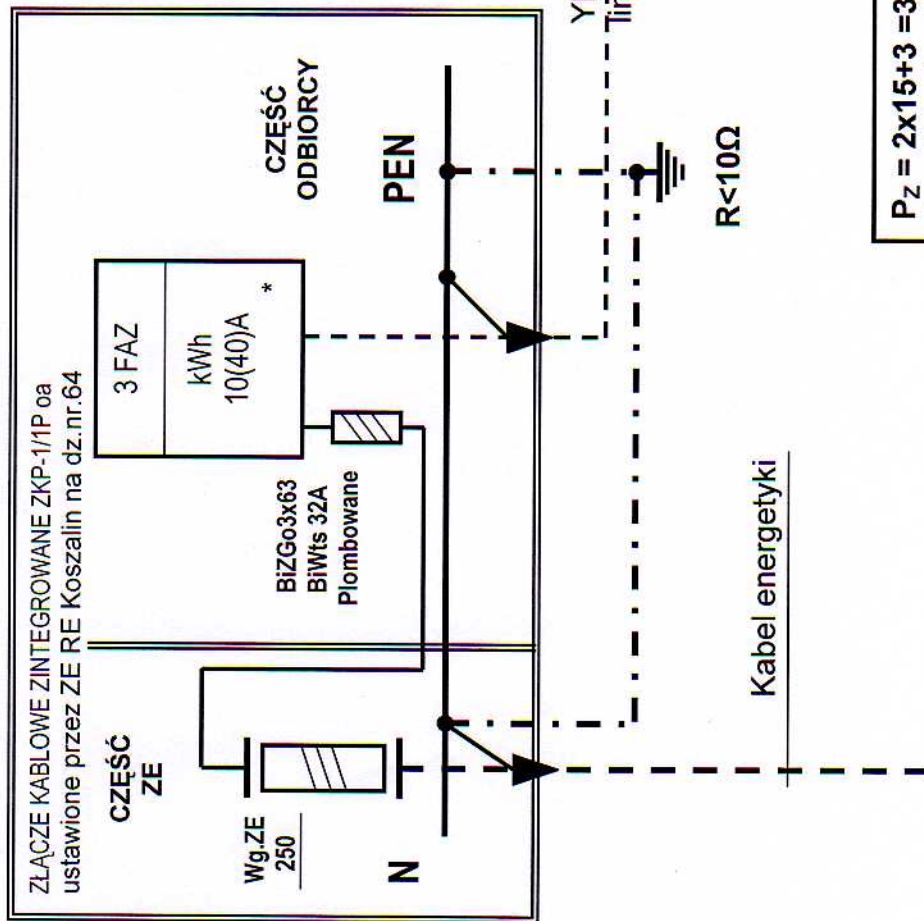 ZŁĄCZE KABLOWE ZINTEGROWANE ZKP-1/1P oa
ustawione przez ZE RE Koszalin na dz.nr.64
CZĘŚĆ
ZE
Wg.ZE
250
N
3 FAZ
kWh
10(40)A
*
BiZGo3x63
BiWts 32A
Plombowane
CZĘŚĆ
ODBIORCY
PEN
R<10Ω
Kabel energetyki
PZ = 2x15+3 =3